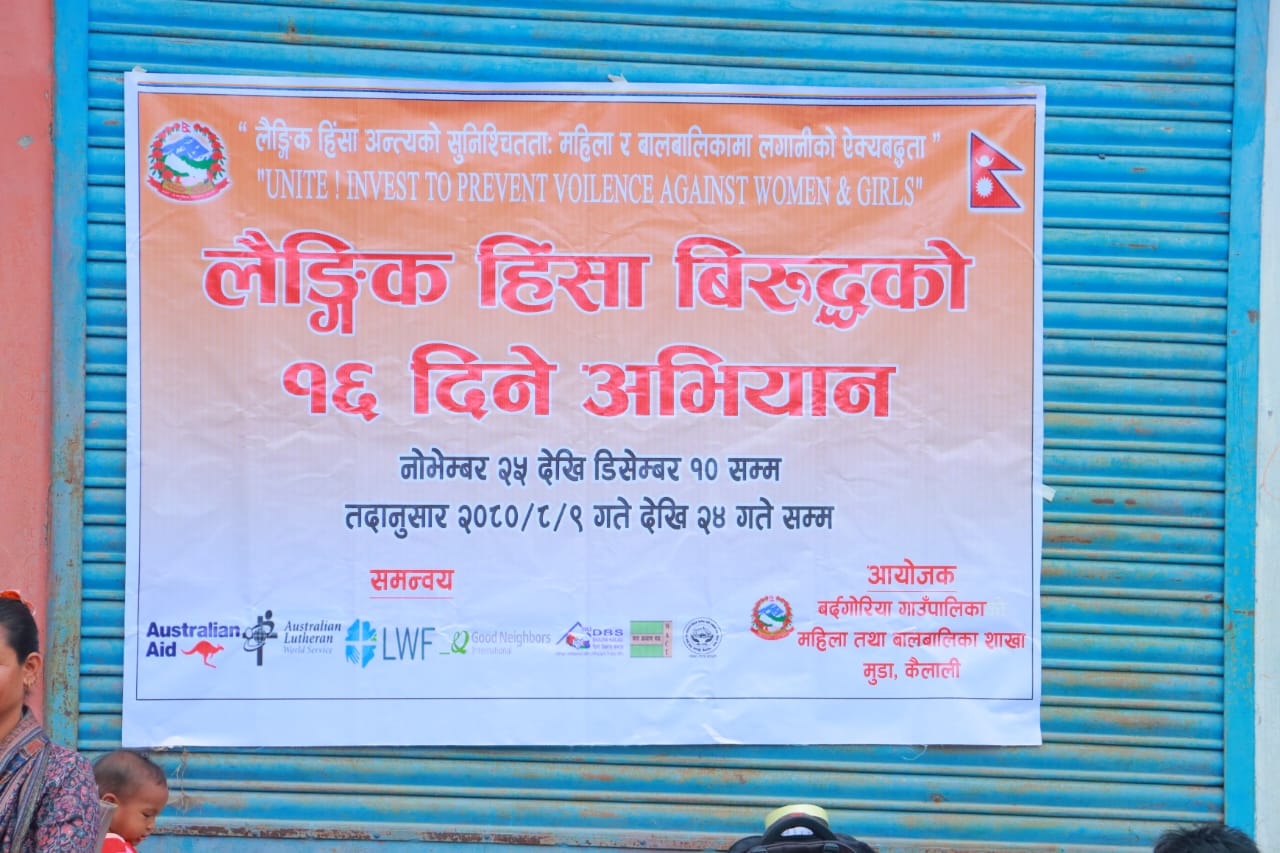 “ लैङ्गिक हिंसा अन्त्यको सुनिश्चितता: महिला र बालबालिकामा लगानीको ऐक्यबद्धता ”
"UNITE ! INVEST TO PREVENT VOILENCE AGAINST WOMEN & GIRLS"
लैङ्गिक हिंसा बिरुद्धको
१६ दिने अभियान
नोभेम्बर २५ देखि डिसेम्बर १० सम्म
तदानुसार २०८०/८/९ गते देखि २४ गते सम्म
समन्वय
Australian Aid
Australian Lutheran World Service
LWF
Good Neighbors International
DBS
आयोजक
बर्दगोरिया गाउँपालिका
महिला तथा बालबालिका शाखा
मुडा, कैलाली